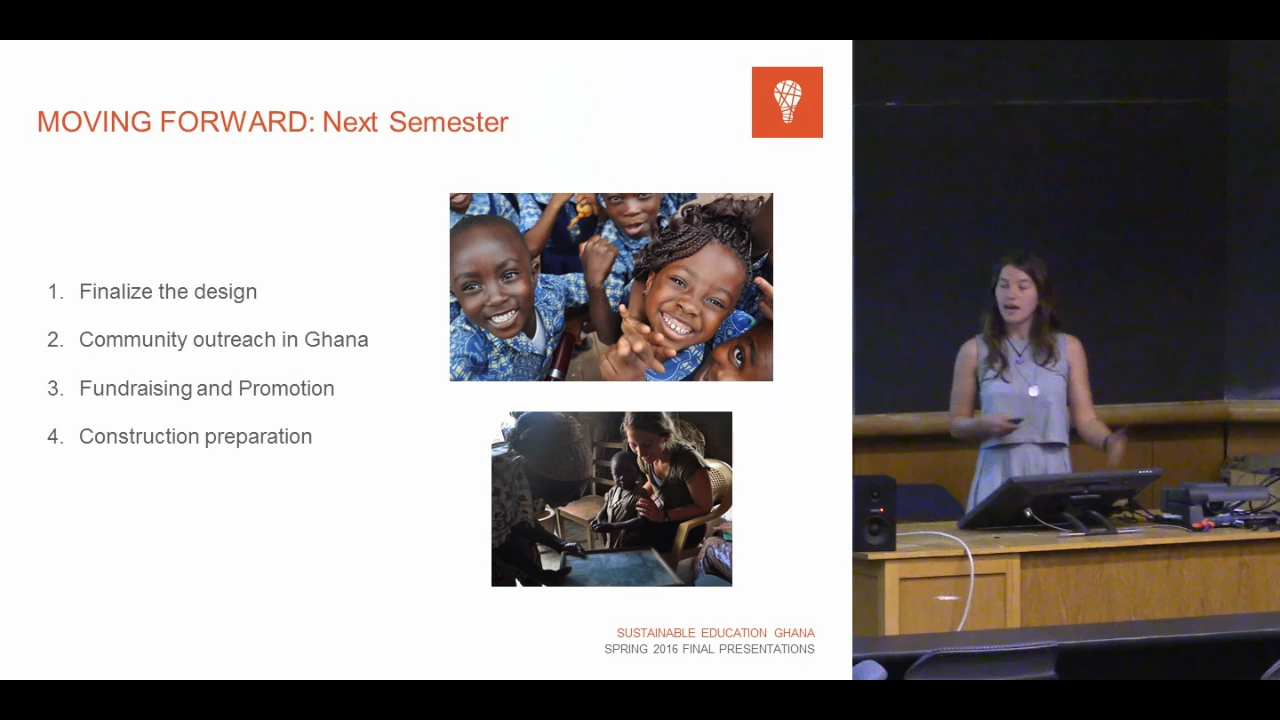 MOVING FORWARD: Next Semester
1. Finalize the design
2. Community outreach in Ghana
3. Fundraising and Promotion
4. Construction preparation
SUSTAINABLE EDUCATION GHANA
SPRING 2016 FINAL PRESENTATIONS